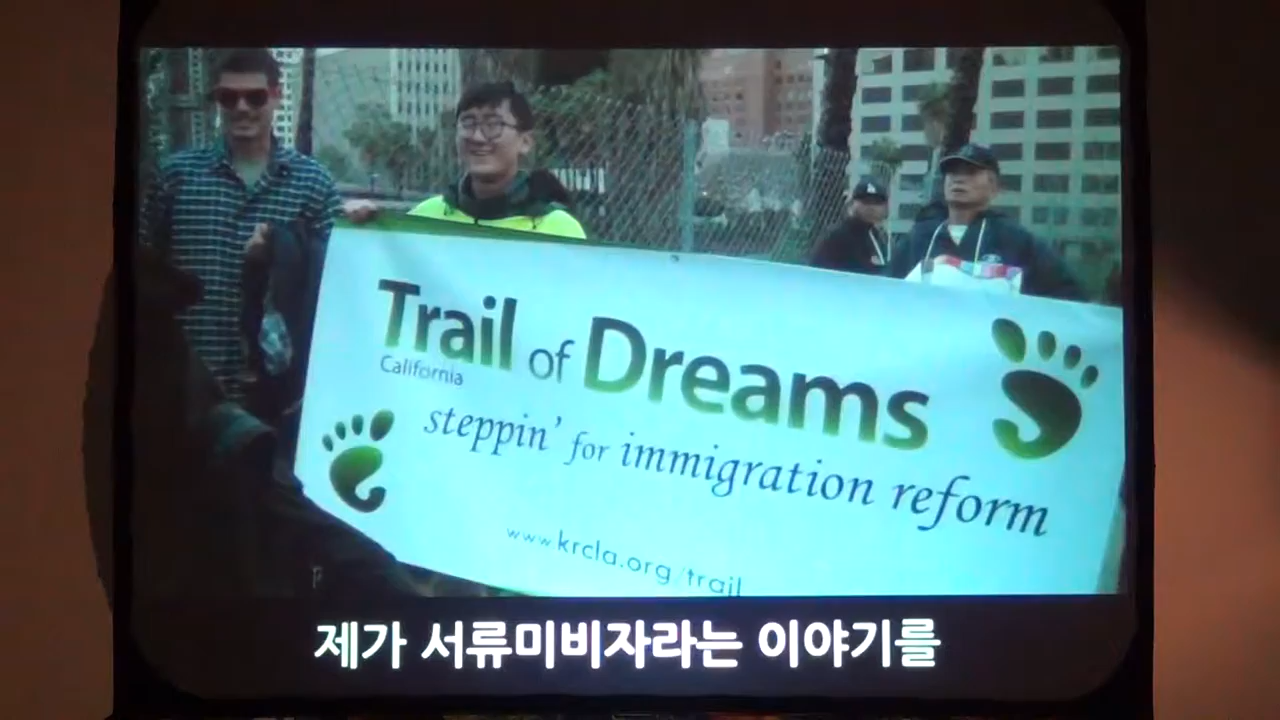 Trail of Dreams
California
steppin' for immigration reform
www.krcla.org/trail
제가 서류미비자라는 이야기를